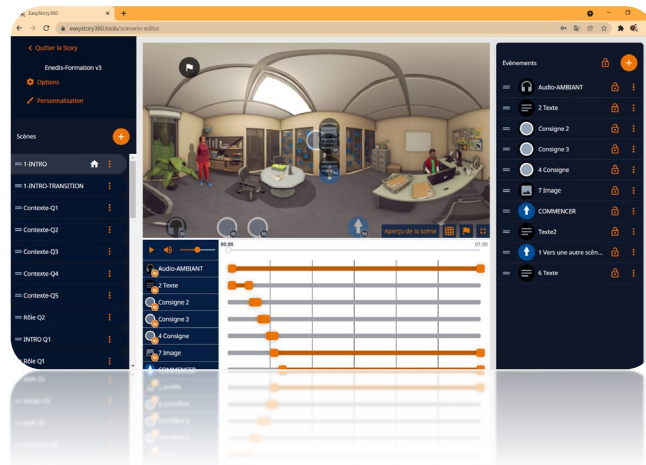 EasyStory360
easystory360.tools/scenario-editor
Quitter la Story
Enedis-Formation v3
Options
Personnalisation
Scènes
1-INTRO
1-INTRO-TRANSITION
Contexte-Q1
Contexte-Q2
Contexte-Q3
Contexte-Q4
Contexte-Q5
Rôle Q2
INTRO Q1
Rôle Q1
Aperçu de la scène
00:00
01:00
Audio-AMBIANT
2 Texte
Consigne 2
Consigne 3
4 Consigne
7 Image
COMMENCER
Evènements
Audio-AMBIANT
2 Texte
Consigne 2
Consigne 3
4 Consigne
7 Image
COMMENCER
Texte2
1 Vers une autre scèn...
6 Texte